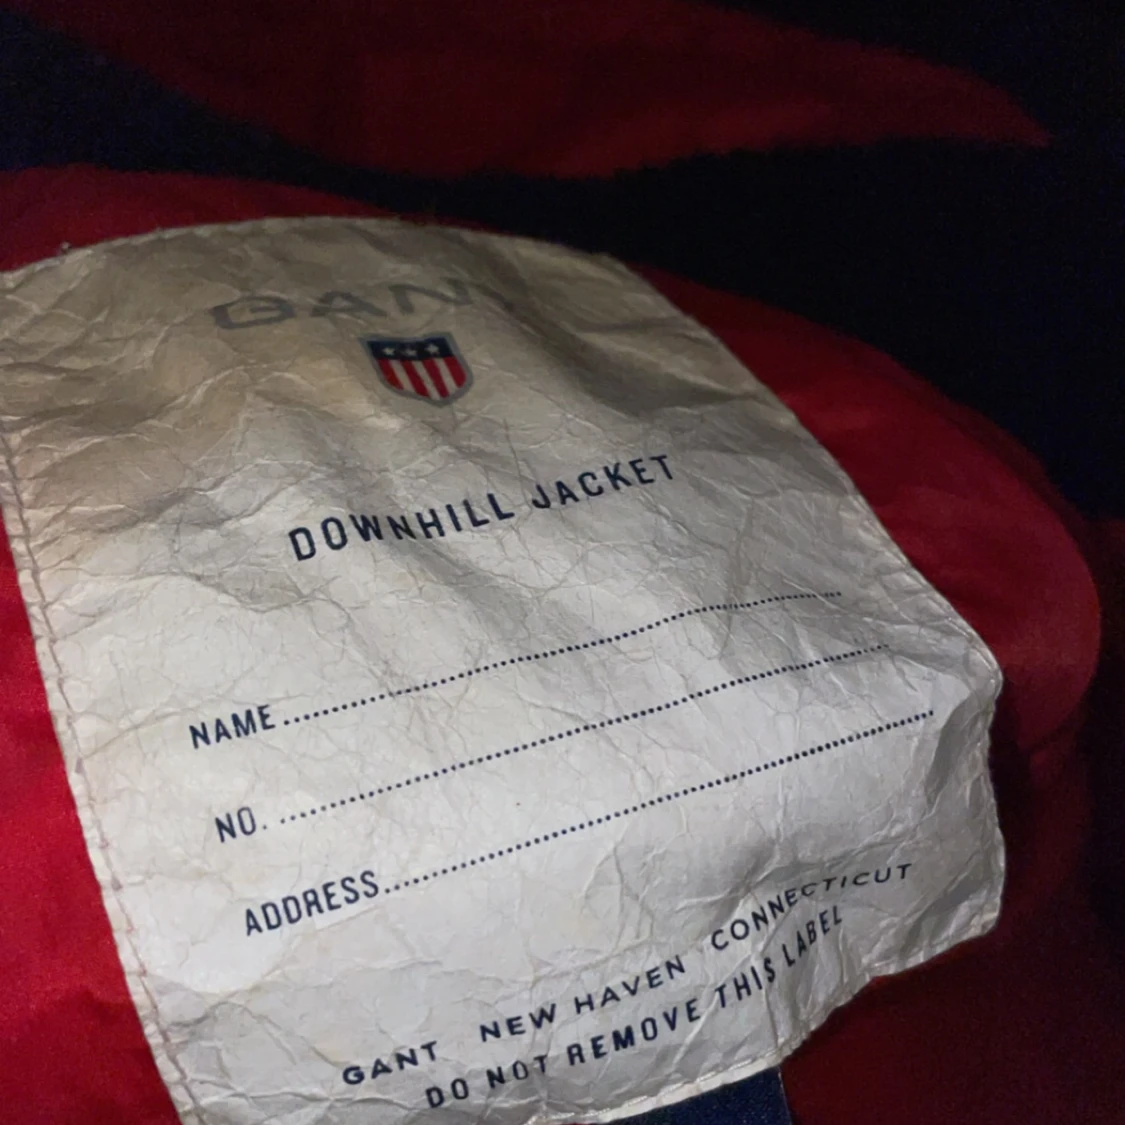 GANT
DOWNHILL JACKET
NAME
NO.
ADDRESS
GANT NEW HAVEN CONNECTICUT
DO NOT REMOVE THIS LABEL